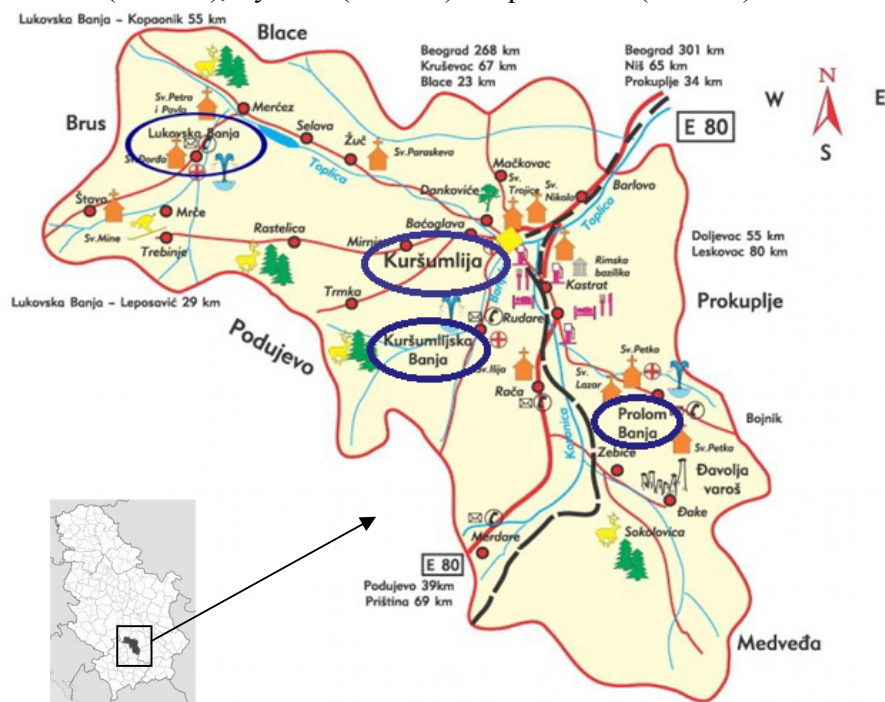 Lukovska Banja – Kopaonik 55 km
Blace
Beograd 268 km
Kruševac 67 km
Blace 23 km
Beograd 301 km
Niš 65 km
Prokuplje 34 km
N
W
E
S
E 80
Brus
Sv.Petra
i Pavla
Merćez
Lukovska Banja
Sv.Đorđa
Selova
Žuč
Sv.Paraskeva
Toplica
Mačkovac
Sv.
Trojice
Sv.
Nikola
Barlovo
Toplica
Dankoviće
Štava
Mrče
Sv.Mine
Trebinje
Rastelica
Mirnica
Baćoglava
Kuršumlija
Doljevac 55 km
Leskovac 80 km
Rimska
bazilika
Kastrat
Prokuplje
Lukovska Banja – Leposavić 29 km
Trmka
Rudare
Podujevo
Kuršumlijska
Banja
Sv.Ilija
Rača
Sv.Petka
Sv.
Lazar
Prolom
Banja
Bojnik
Sv.Petka
Kosanica
Žebice
Đavolja
varoš
Đake
Merdare
Sokolovica
E 80
Podujevo 39km
Priština 69 km
Medveđa